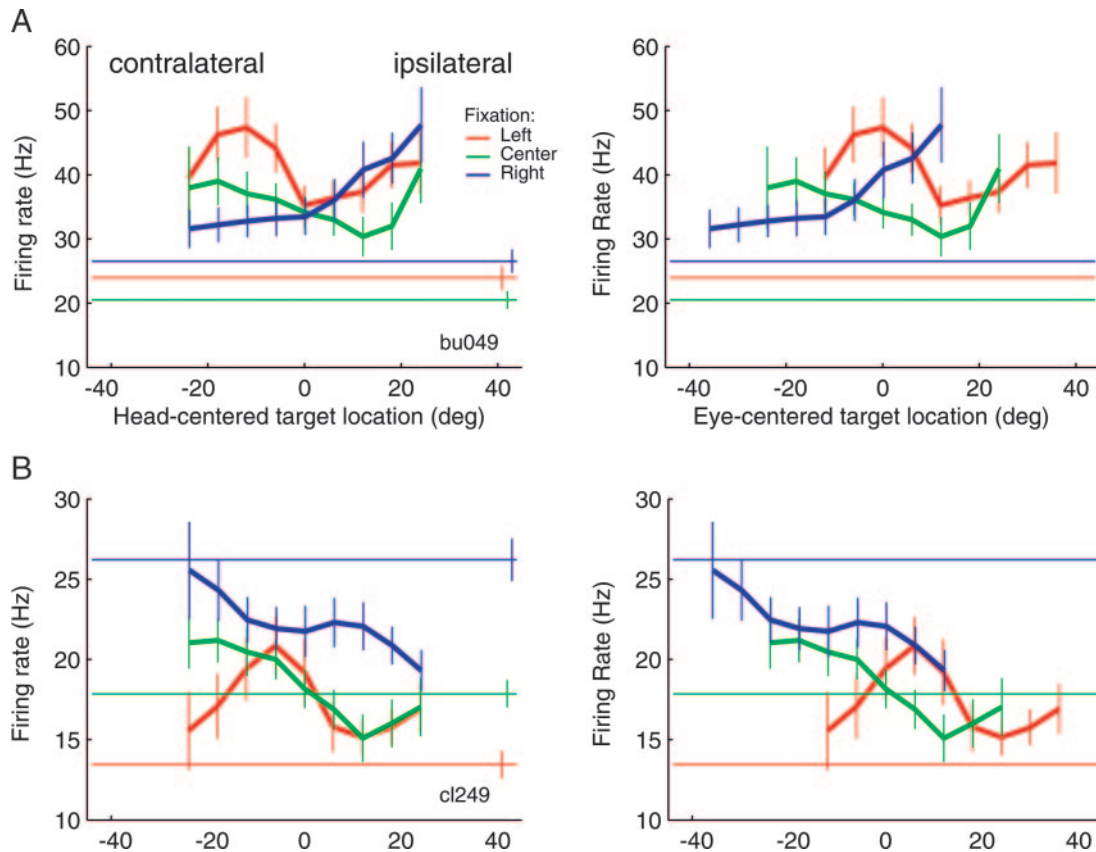 A
60
50
40
30
20
10
Firing rate (Hz)
contralateral
ipsilateral
Fixation:
Left
Center
Right
bu049
-40
-20
0
20
40
Head-centered target location (deg)
60
50
40
30
20
10
Firing Rate (Hz)
-40
-20
0
20
40
Eye-centered target location (deg)
B
30
25
20
15
10
Firing rate (Hz)
cl249
-40
-20
0
20
40
30
25
20
15
10
Firing Rate (Hz)
-40
-20
0
20
40